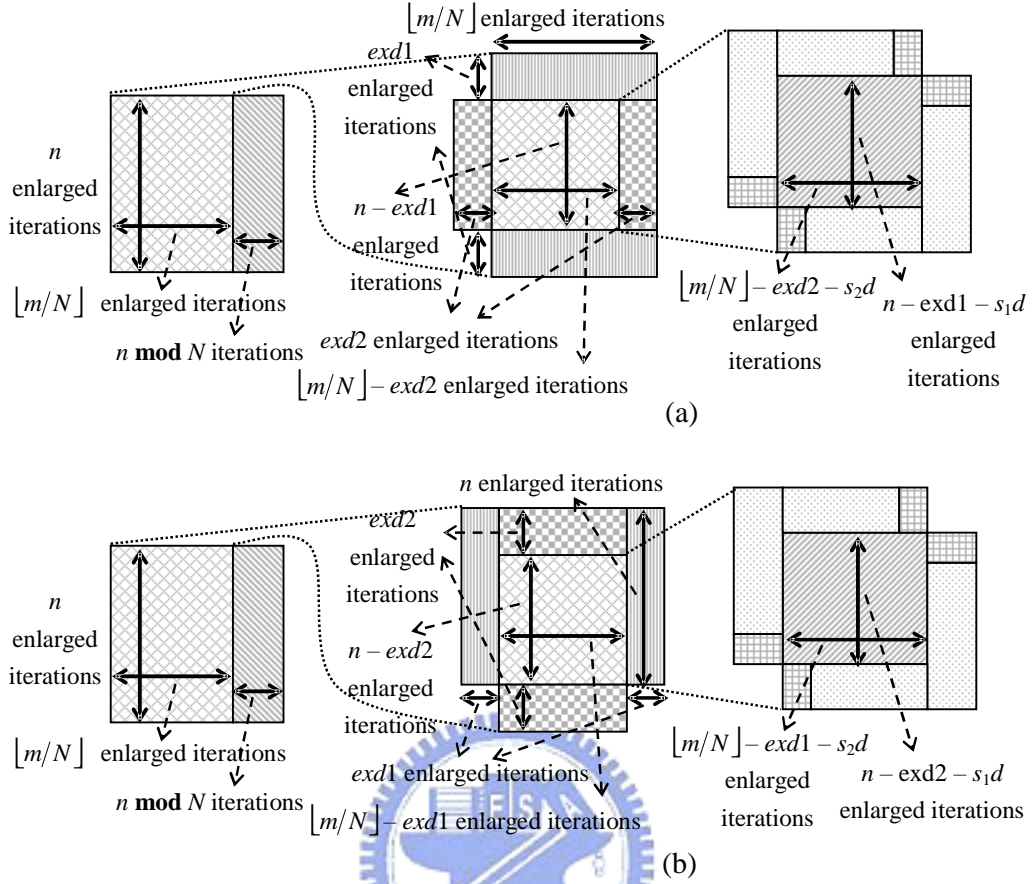 ⌊m/N⌋ enlarged iterations
exd1
enlarged
iterations
n
enlarged
iterations
n – exd1
enlarged
iterations
⌊m/N⌋ enlarged iterations
n mod N iterations
exd2 enlarged iterations
⌊m/N⌋ – exd2 enlarged iterations
⌊m/N⌋ – exd2 – s₂d
enlarged
iterations
n – exd1 – s₁d
enlarged
iterations
(a)
n enlarged iterations
exd2
enlarged
iterations
n
enlarged
iterations
n – exd2
enlarged
iterations
⌊m/N⌋ enlarged iterations
n mod N iterations
exd1 enlarged iterations
⌊m/N⌋ – exd1 enlarged iterations
⌊m/N⌋ – exd1 – s₂d
enlarged
iterations
n – exd2 – s₁d
enlarged iterations
E S A
(b)